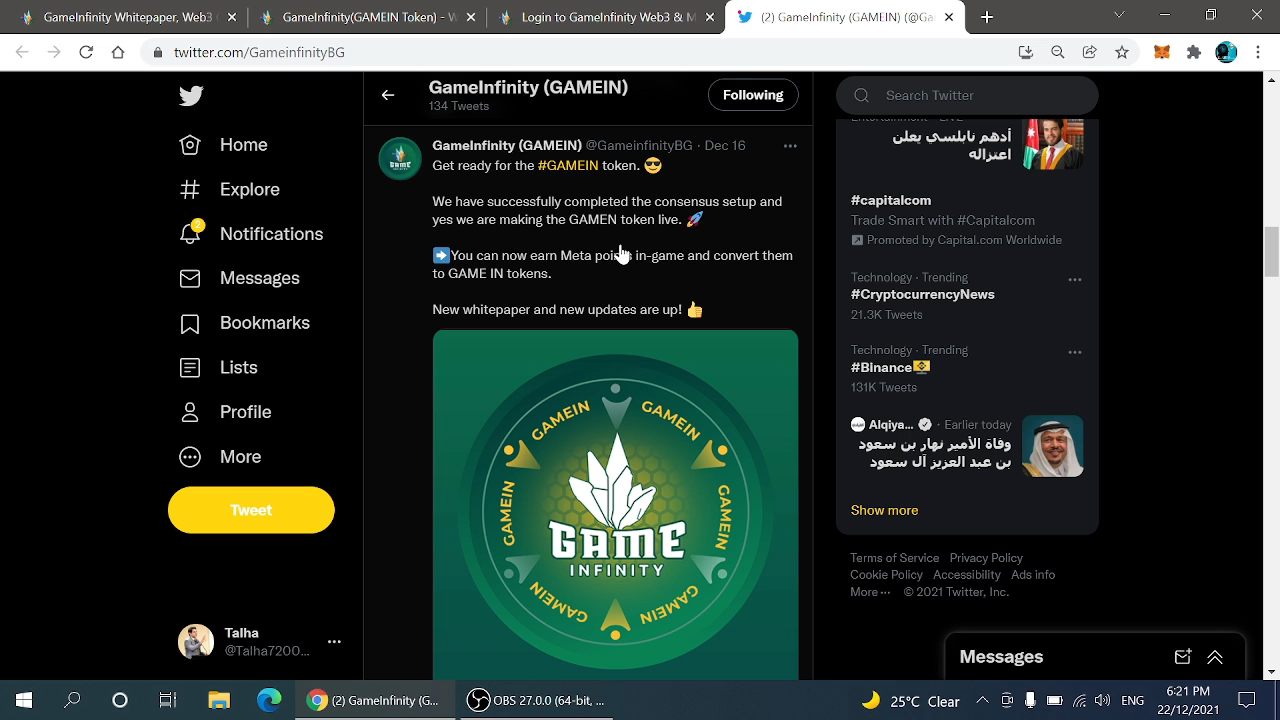 Gameinfinity Whitepaper Web3
Gameinfinity(GAMEIN Token) - W
Login to Gameinfinity Web3 & M
(2) GameInfinity (GAMEIN) (@Ga
twitter.com/GameinfinityBG
GameInfinity (GAMEIN)
134 Tweets
Following
Search Twitter
Home
Explore
2
Notifications
Messages
Bookmarks
Lists
Profile
More
Tweet
Talha
@Talha7200...
GameInfinity (GAMEIN) @GameinfinityBG · Dec 16
Get ready for the #GAMEIN token. 😎
We have successfully completed the consensus setup and
yes we are making the GAMEN token live. 🚀
➡️You can now earn Meta points in-game and convert them
to GAME IN tokens.
New whitepaper and new updates are up! 👍
GAMEIN
GAMEIN
GAMEIN
GAMEIN
GAMEIN
GAMEIN
GAME
INFINITY
Entertainment · LIVE
أدهم نابلسي يعلن
اعتزاله
#capitalcom
Trade Smart with #Capitalcom
Promoted by Capital.com Worldwide
Technology · Trending
#CryptocurrencyNews
21.3K Tweets
Technology · Trending
#Binance
131K Tweets
Alqiya... · Earlier today
وفاة الأمير نهار بن سعود
بن عبد العزيز آل سعود
Show more
Terms of Service Privacy Policy
Cookie Policy Accessibility Ads info
More ··· © 2021 Twitter, Inc.
Messages
(2) GameInfinity (G...
OBS 27.0.0 (64-bit, ...
25°C Clear
ENG
6:21 PM
22/12/2021